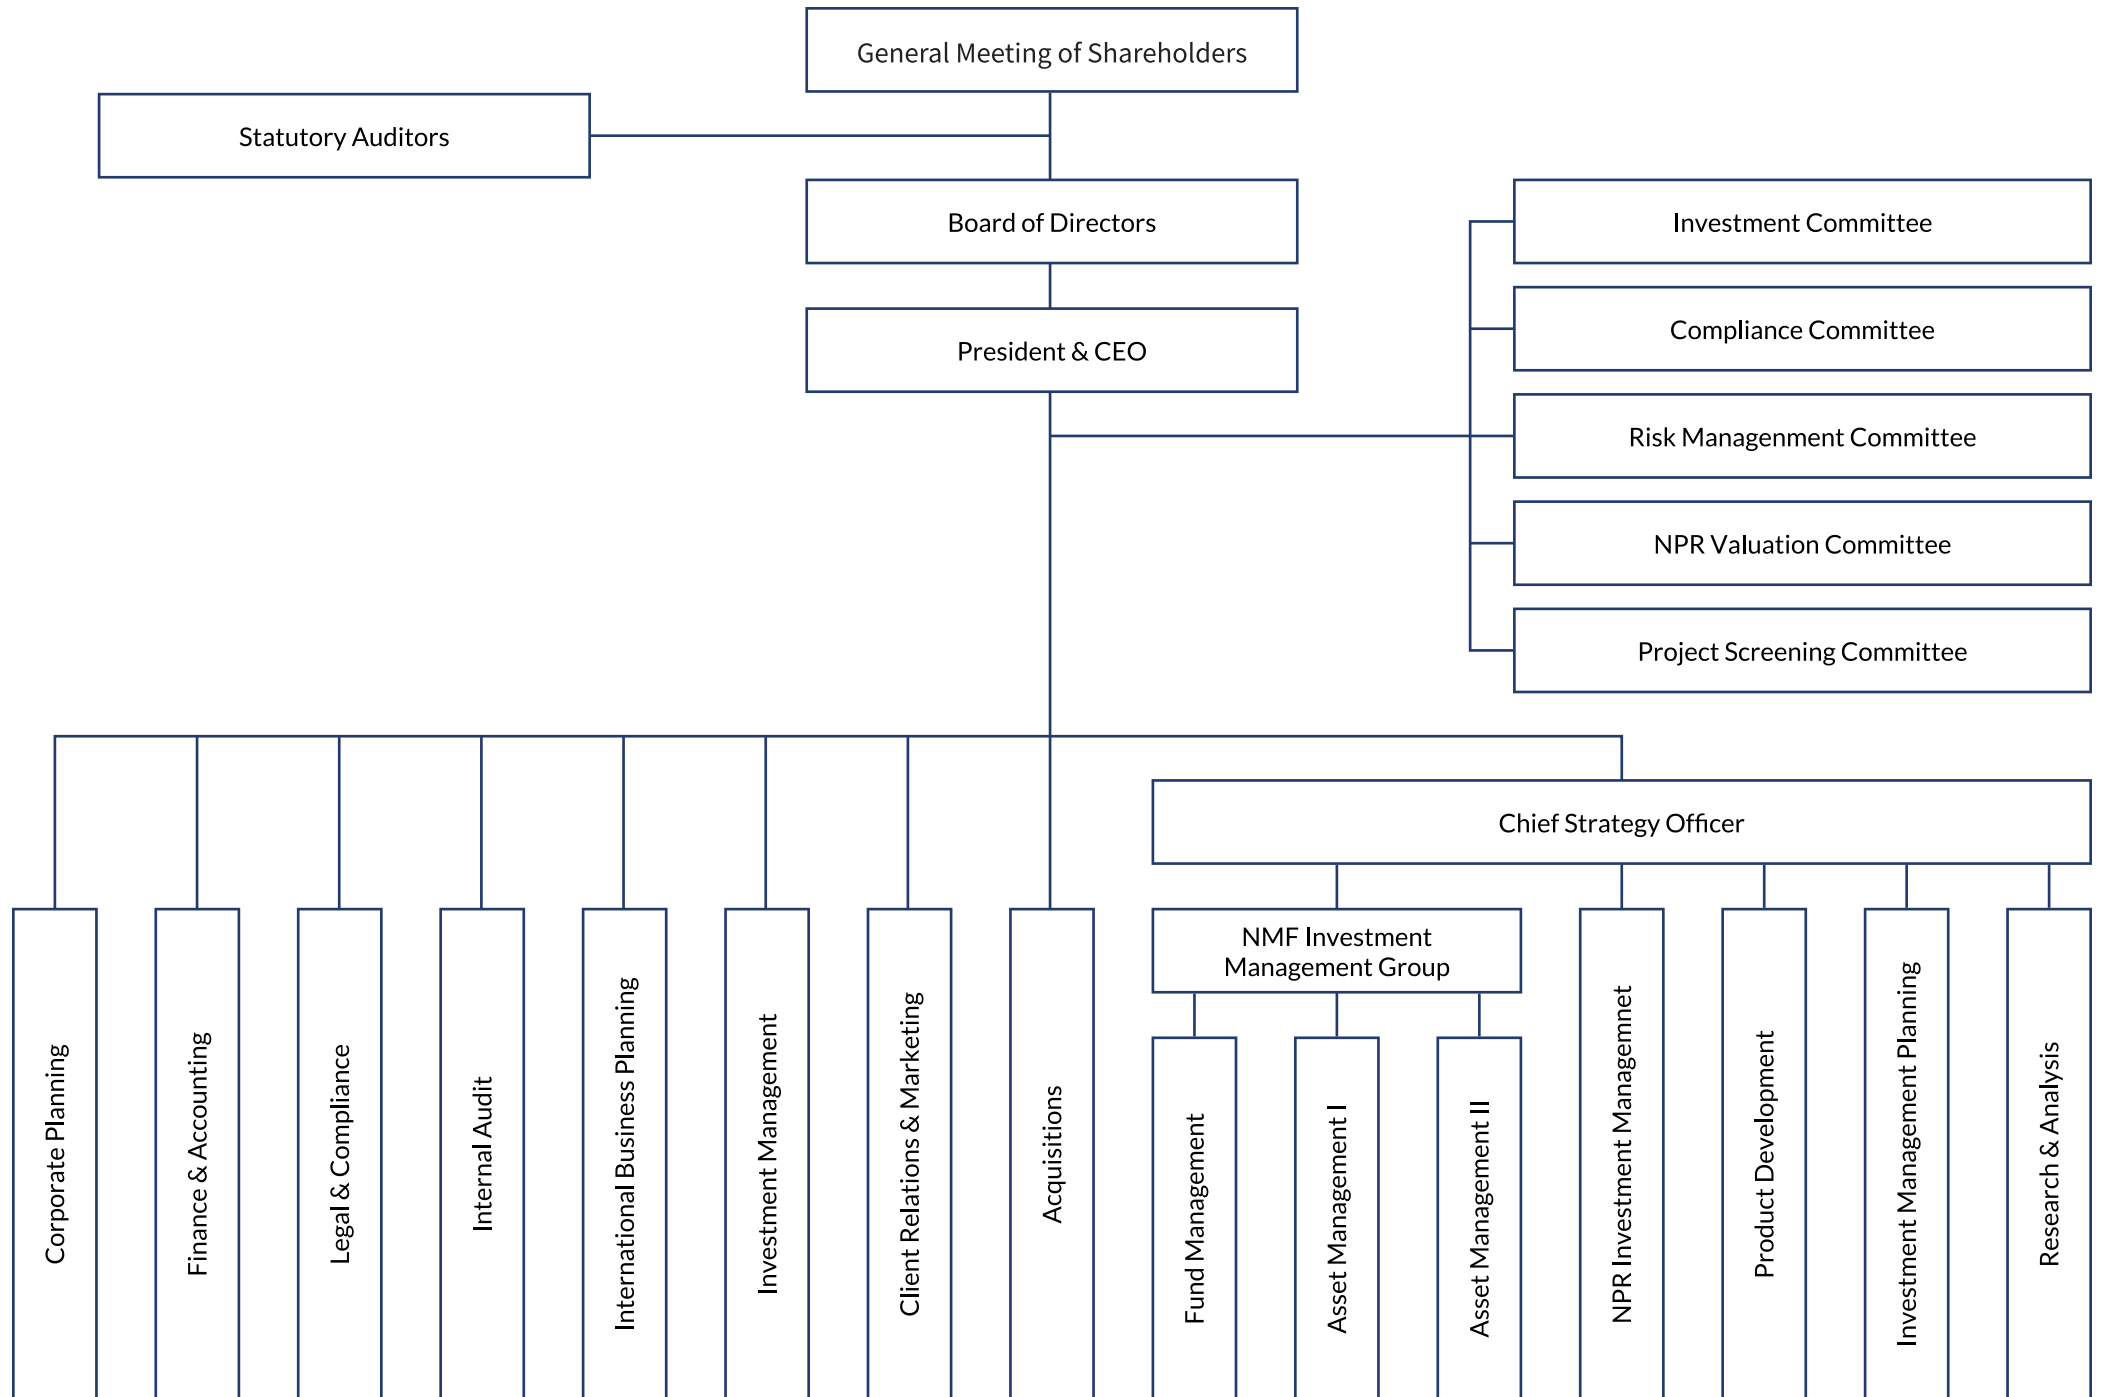 General Meeting of Shareholders
Statutory Auditors
Board of Directors
Investment Committee
President & CEO
Compliance Committee
Risk Managenment Committee
NPR Valuation Committee
Project Screening Committee
Chief Strategy Officer
NMF Investment
Management Group
Corporate Planning
Finance & Accounting
Legal & Compliance
Internal Audit
International Business Planning
Investment Management
Client Relations & Marketing
Acquisitions
Fund Management
Asset Management I
Asset Management II
NPR Investment Managemnet
Product Development
Investment Management Planning
Research & Analysis